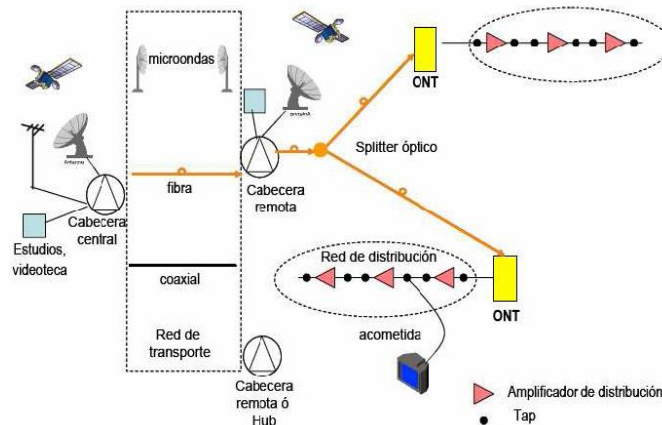 microondas
ONT
Splitter óptico
Antenna
fibra
Cabecera
remota
Cabecera
central
Estudios,
videoteca
Red de distribución
coaxial
ONT
Red de
transporte
acometida
Cabecera
remota ó
Hub
Amplificador de distribución
Tap